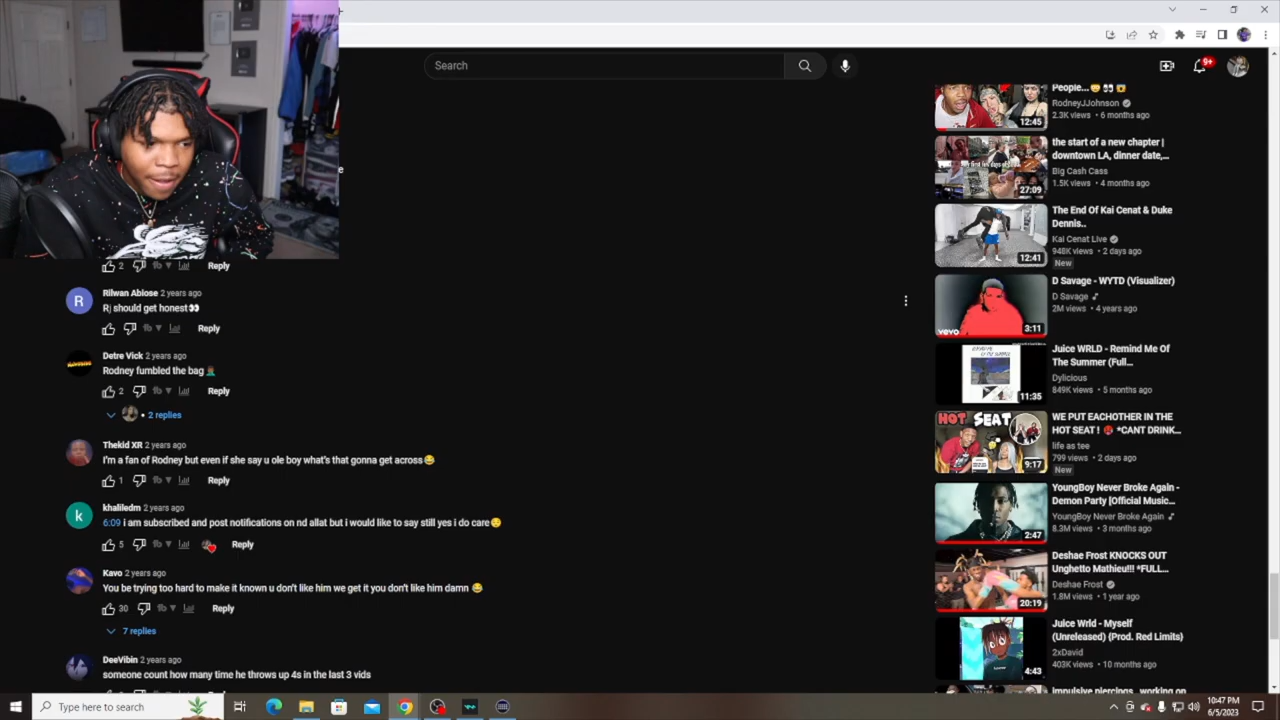 Search
9+
People...🤯👀😱
RodneyJJohnson
2.3K views • 6 months ago
12:45
the start of a new chapter |
downtown LA, dinner date,...
Big Cash Cass
1.5K views • 4 months ago
27:09
The End Of Kai Cenat & Duke
Dennis..
Kai Cenat Live
948K views • 2 days ago
New
12:41
D Savage - WYTD (Visualizer)
D Savage
2M views • 4 years ago
vevo
3:11
Juice WRLD - Remind Me Of
The Summer (Full...
Dylicious
849K views • 5 months ago
11:35
HOT SEAT
WE PUT EACHOTHER IN THE
HOT SEAT ! 🥵 *CANT DRINK...
life as tee
799 views • 2 days ago
New
9:17
YoungBoy Never Broke Again -
Demon Party [Official Music...
YoungBoy Never Broke Again
8.3M views • 3 months ago
2:47
Deshae Frost KNOCKS OUT
Unghetto Mathieu!!! *FULL...
Deshae Frost
1.8M views • 1 year ago
20:19
Juice Wrld - Myself
(Unreleased) {Prod. Red Limits}
2xDavid
403K views • 10 months ago
4:43
impulsive piercings, working on
2 Reply
R
Rilwan Abiose 2 years ago
Rj should get honest👀
Reply
Detre Vick 2 years ago
Rodney fumbled the bag🤦🏾‍♂️
2 Reply
• 2 replies
Thekid XR 2 years ago
I'm a fan of Rodney but even if she say u ole boy what's that gonna get across😂
1 Reply
k
khaliledm 2 years ago
6:09 i am subscribed and post notifications on nd allat but i would like to say still yes i do care😌
5 Reply
Kavo 2 years ago
You be trying too hard to make it known u don't like him we get it you don't like him damn 😂
30 Reply
7 replies
DeeVibin 2 years ago
someone count how many time he throws up 4s in the last 3 vids
Type here to search
10:47 PM
6/5/2023